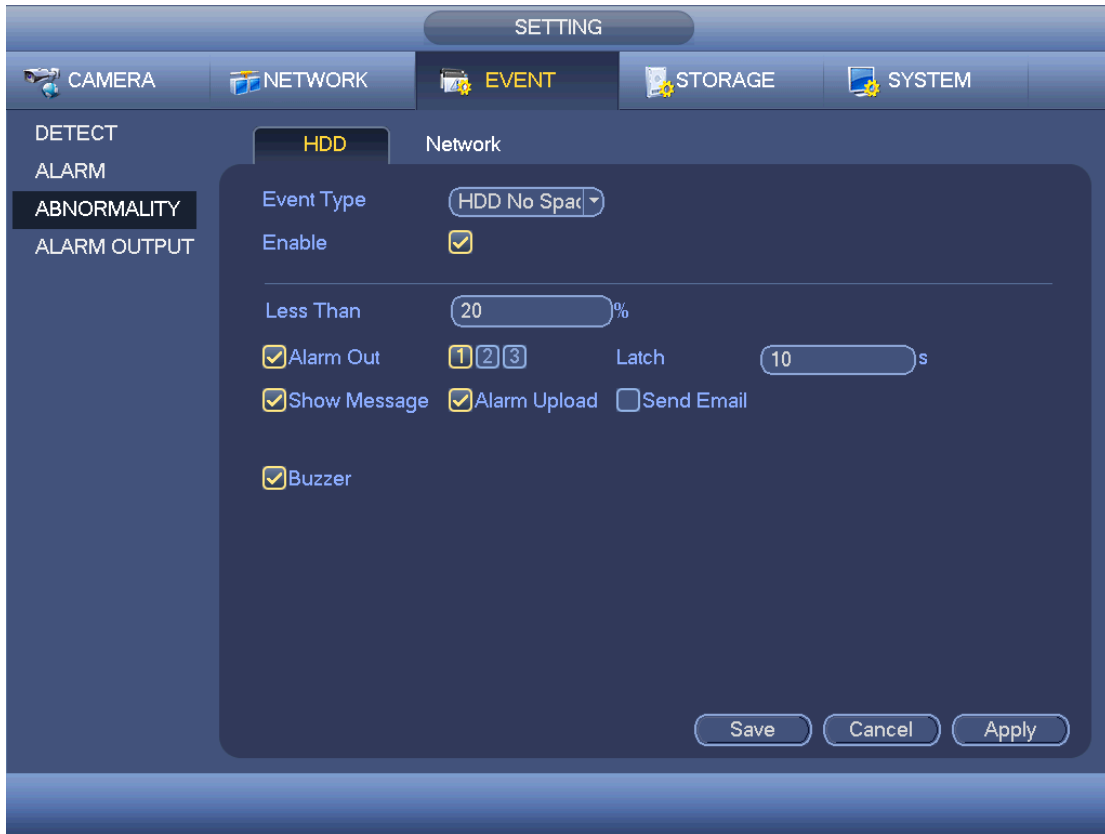 SETTING
CAMERA NETWORK EVENT STORAGE SYSTEM
DETECT
ALARM
ABNORMALITY
ALARM OUTPUT
HDD Network
Event Type HDD No Spac
Enable
Less Than 20 %
Alarm Out 1 2 3 Latch 10 s
Show Message Alarm Upload Send Email
Buzzer
Save Cancel Apply